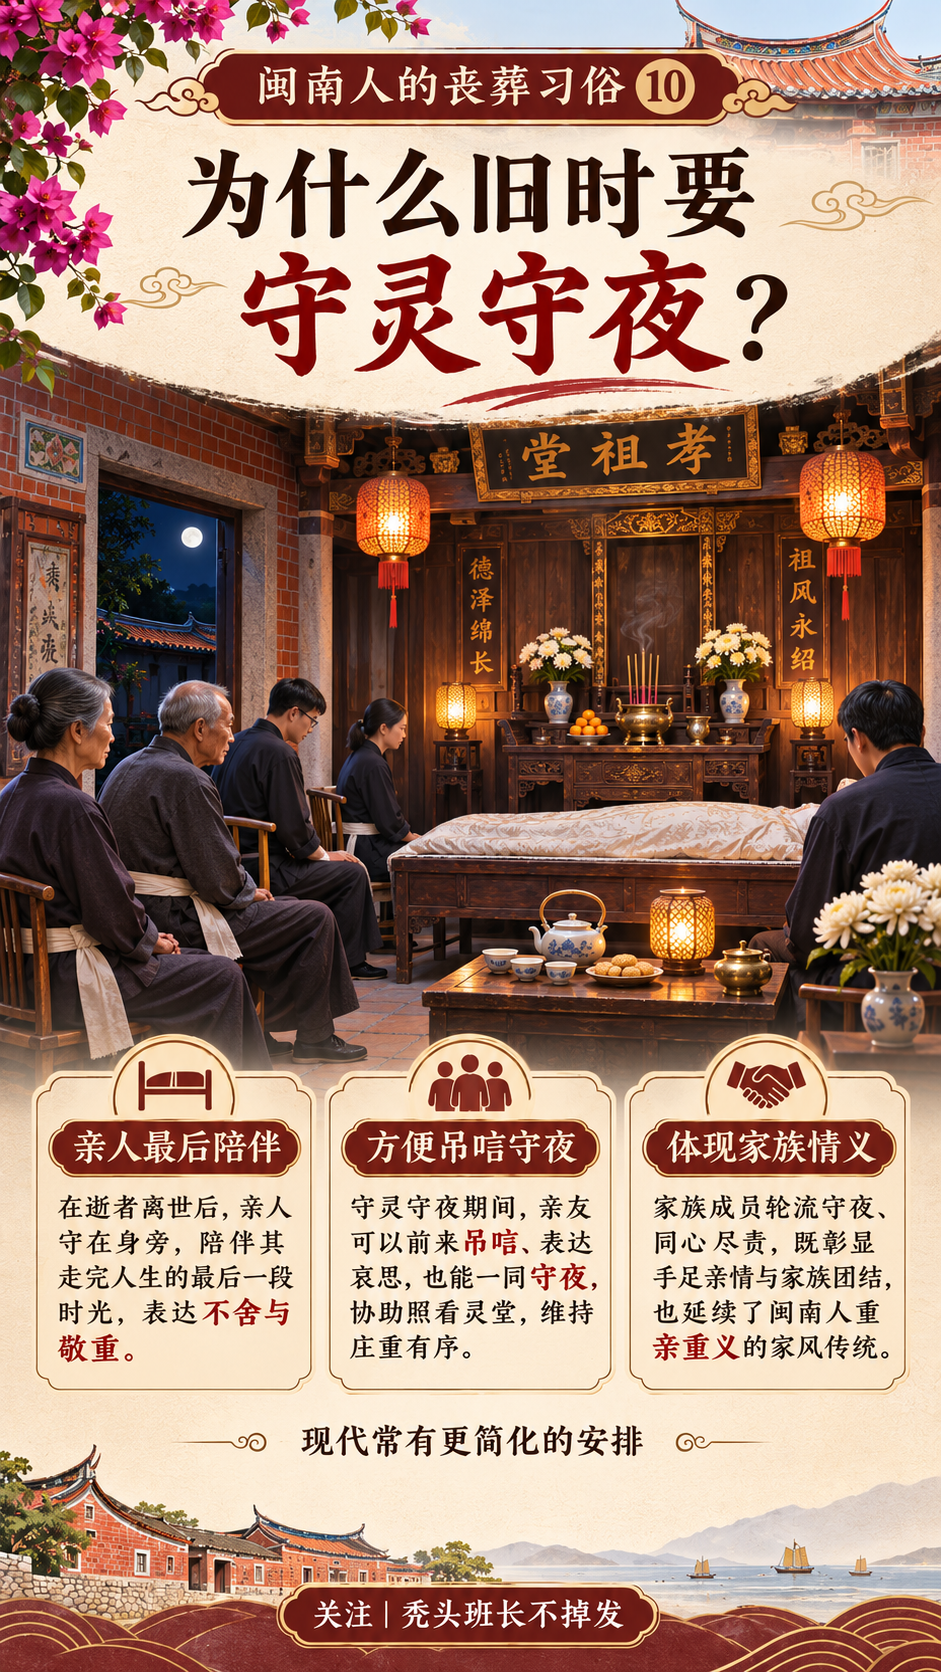 闽南人的丧葬习俗 10
为什么旧时要
守灵守夜？
堂祖孝
德泽绵长
祖风永绍
亲人最后陪伴
在逝者离世后，亲人
守在身旁，陪伴其
走完人生的最后一段
时光，表达不舍与
敬重。
方便吊唁守夜
守灵守夜期间，亲友
可以前来吊唁、表达
哀思，也能一同守夜，
协助照看灵堂，维持
庄重有序。
体现家族情义
家族成员轮流守夜、
同心尽责，既彰显
手足亲情与家族团结，
也延续了闽南人重
亲重义的家风传统。
现代常有更简化的安排
关注｜秃头班长不掉发